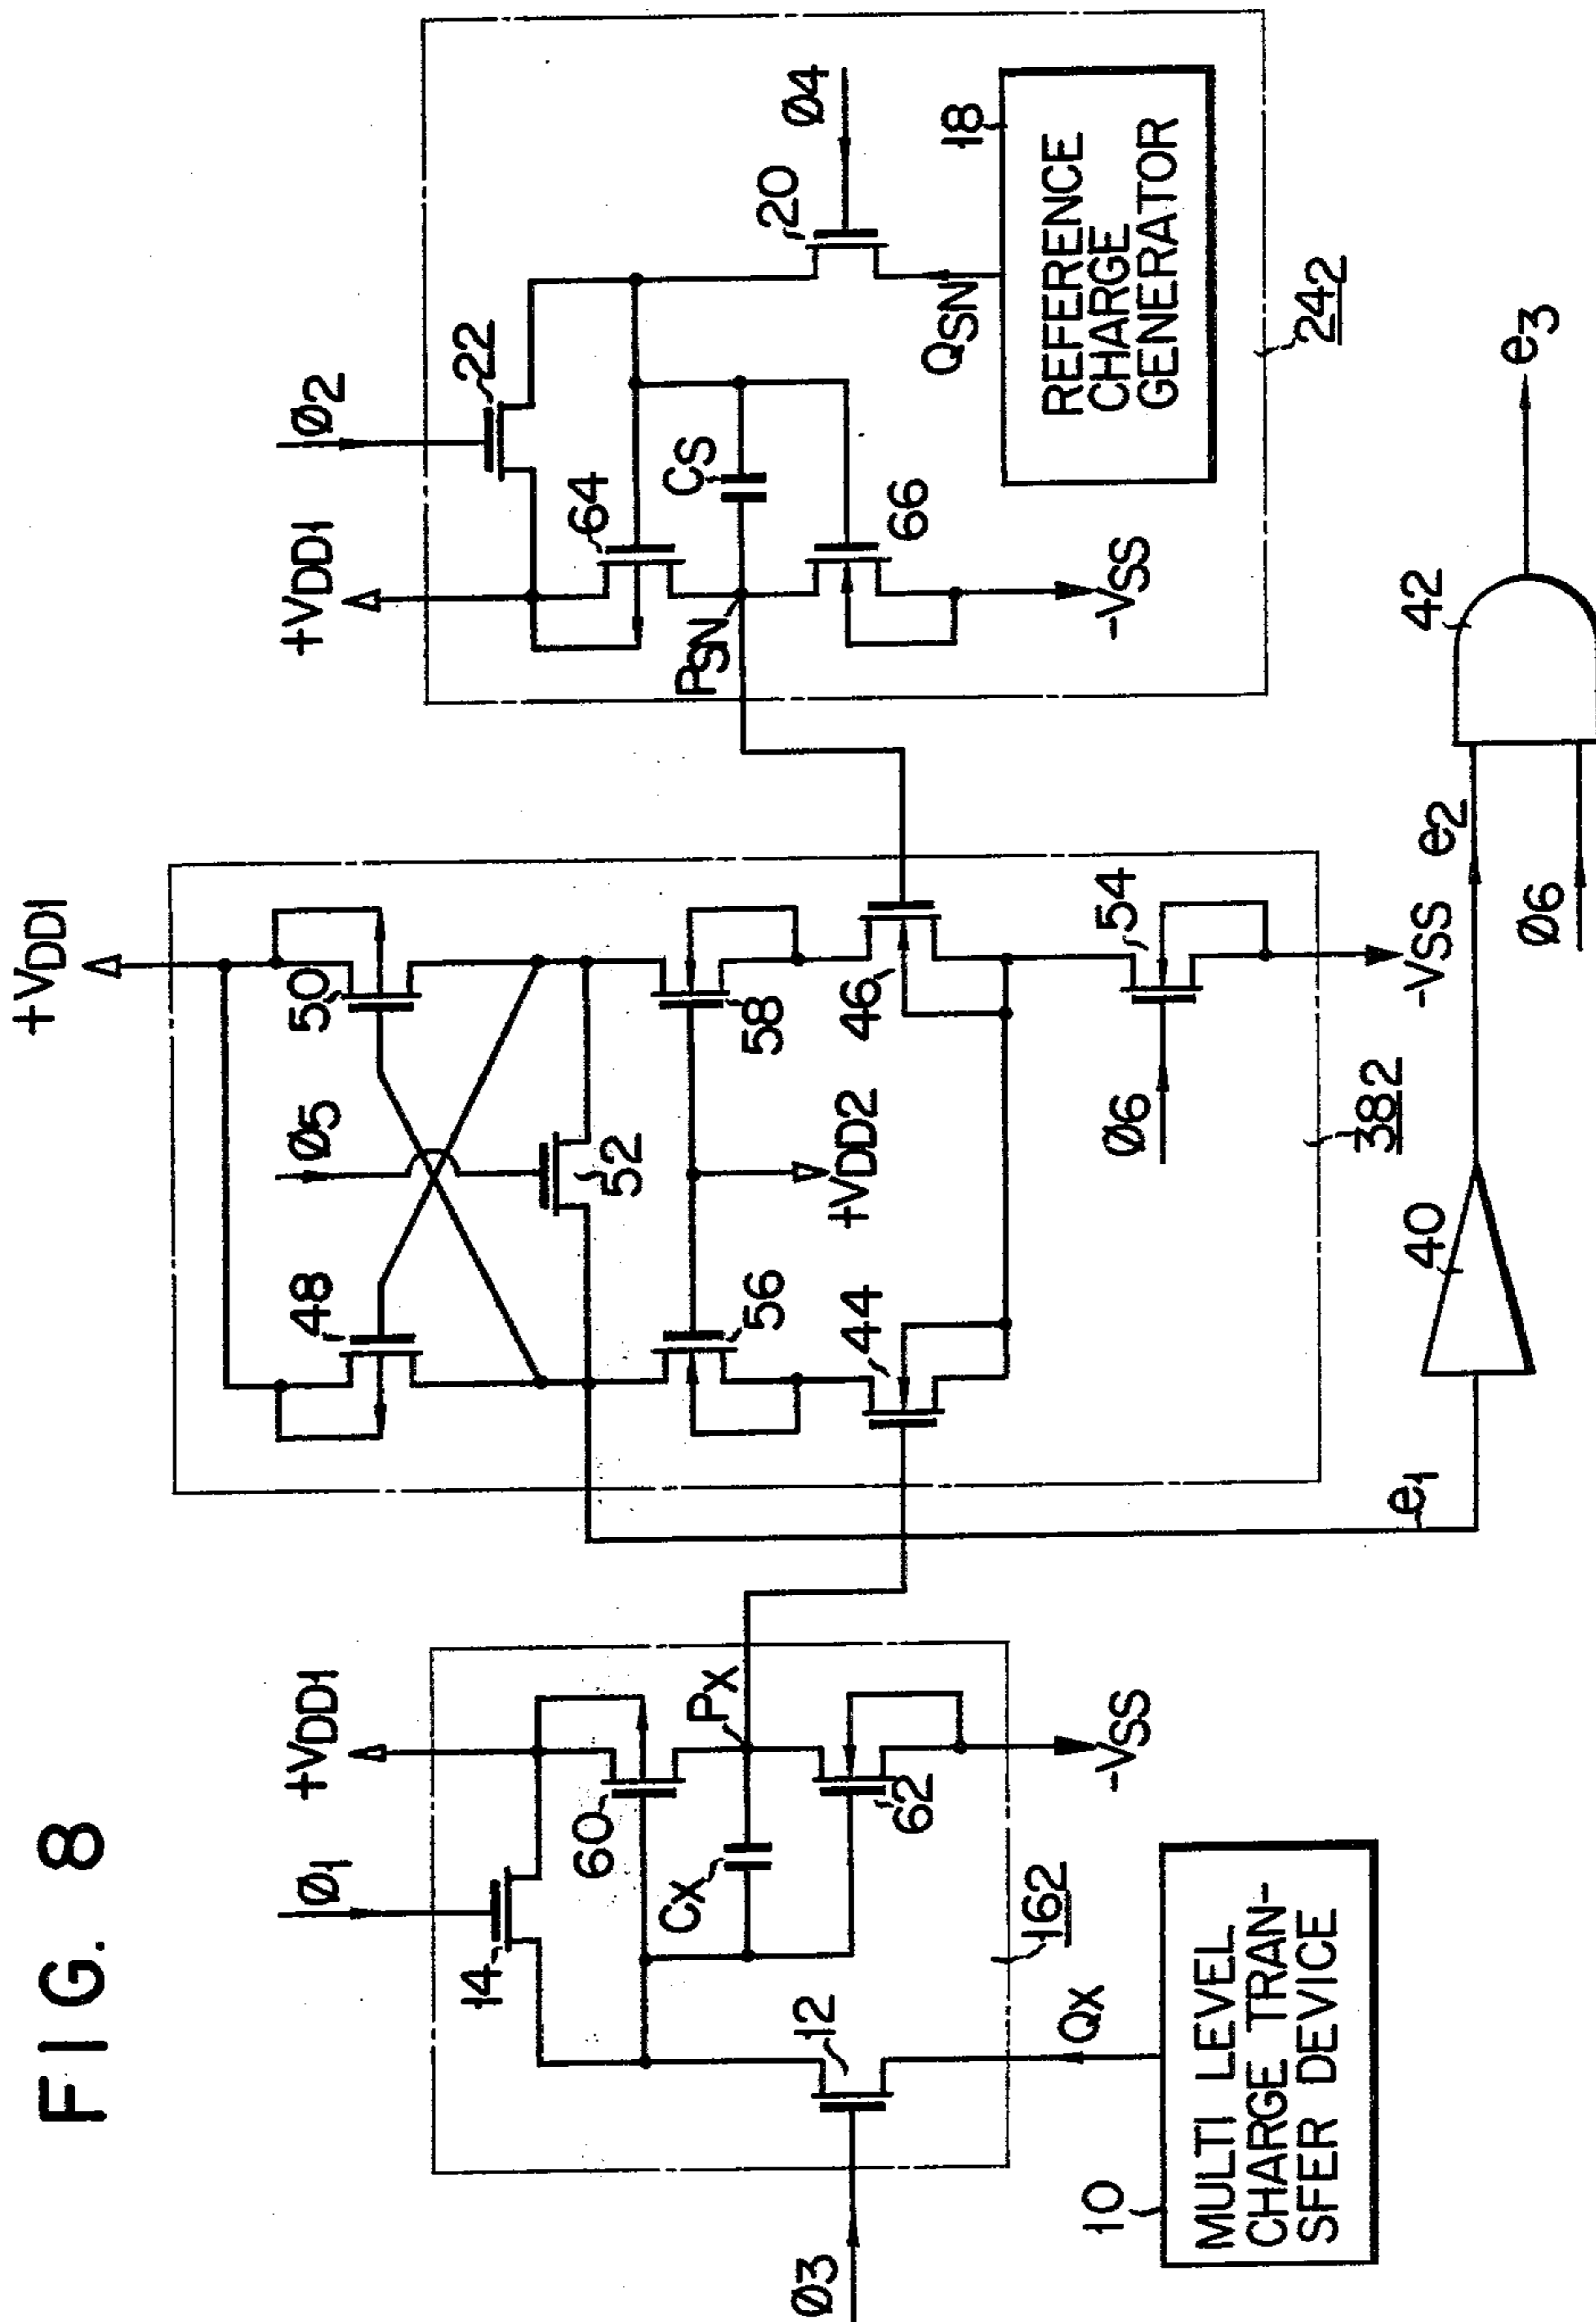 FIG. 8
+VDD1
Ø1
14
60
CX
PX
62
-VSS
12
Ø3
QX
162
10
MULTI LEVEL
CHARGE TRAN-
SFER DEVICE
+VDD1
48
50
Ø5
52
56
58
+VDD2
44
46
Ø6
54
-VSS
382
e1
40
e2
Ø6
42
e3
+VDD1
Ø2
22
64
CS
PSN
66
-VSS
20
Ø4
QSN
18
REFERENCE
CHARGE
GENERATOR
242